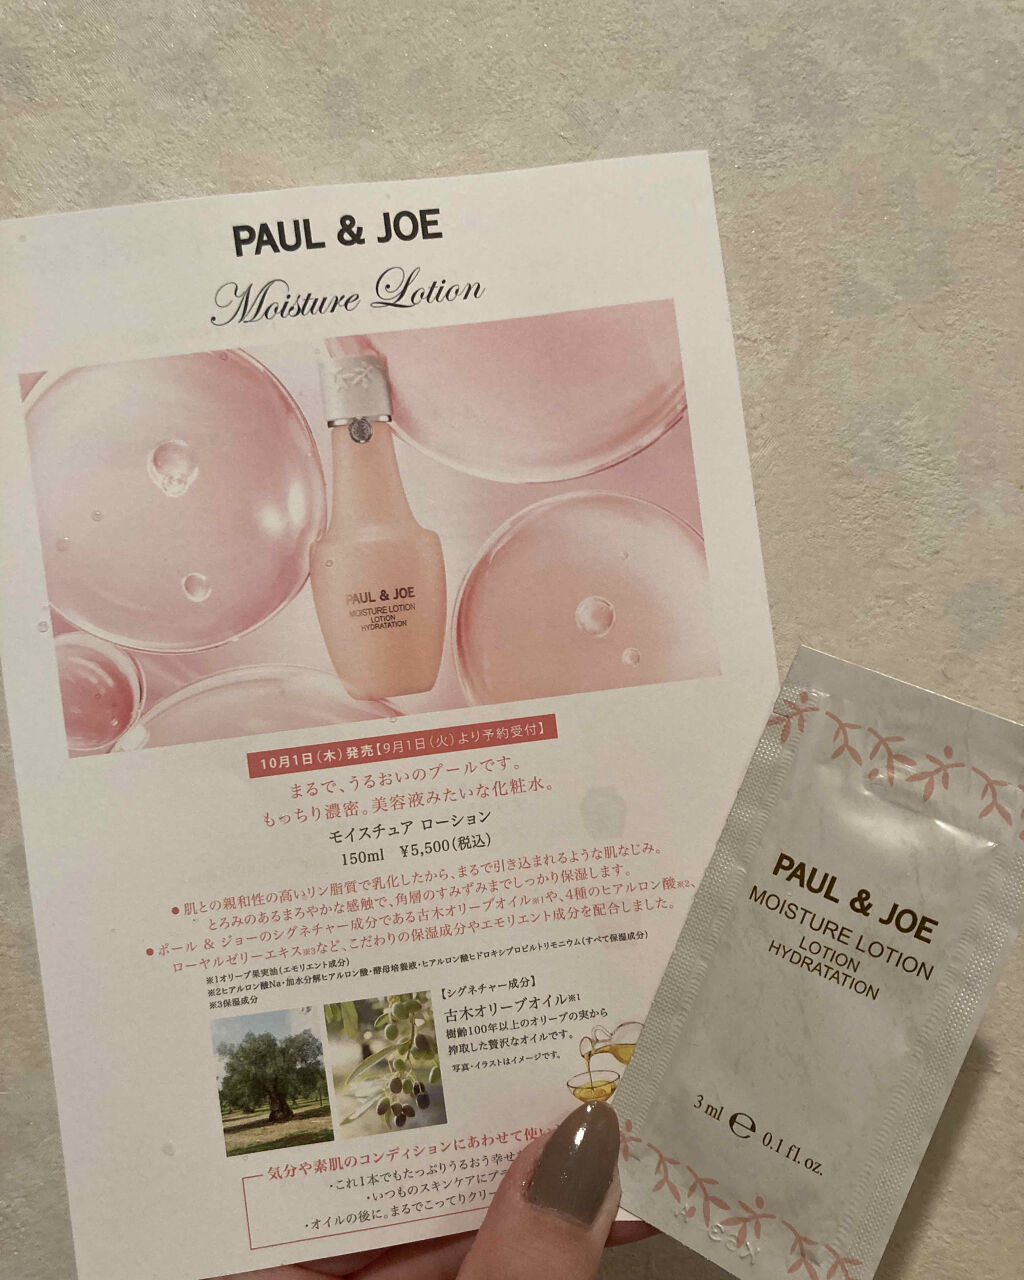 PAUL & JOE
Moisture Lotion
PAUL & JOE
MOISTURE LOTION
LOTION
HYDRATATION
10月1日(木)発売【9月1日(火)より予約受付】
まるで、うるおいのプールです。
もっちり濃密。美容液みたいな化粧水。
モイスチュア ローション
150ml ¥5,500(税込)
●肌との親和性の高いリン脂質で乳化したから、まるで引き込まれるような肌なじみ。
とろみのあるまろやかな感触で、角層のすみずみまでしっかり保湿します。
●ポール & ジョーのシグネチャー成分である古木オリーブオイル※1や、4種のヒアルロン酸※2、
ローヤルゼリーエキス※3など、こだわりの保湿成分やエモリエント成分を配合しました。
※1オリーブ果実油(エモリエント成分)
※2ヒアルロン酸Na・加水分解ヒアルロン酸・酵母培養液・ヒアルロン酸ヒドロキシプロピルトリモニウム(すべて保湿成分)
※3保湿成分
【シグネチャー成分】
古木オリーブオイル※1
樹齢100年以上のオリーブの実から
搾取した贅沢なオイルです。
写真・イラストはイメージです。
気分や素肌のコンディションにあわせて使い
・これ1本でもたっぷりうるおう幸せ
・いつものスキンケアにプラ
・オイルの後に。まるでこってりクリー
PAUL & JOE
MOISTURE LOTION
LOTION
HYDRATATION
3 ml ℮ 0.1 fl. oz.